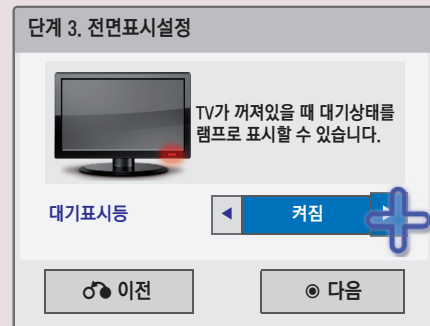 단계 3. 전면표시설정
TV가 꺼져있을 때 대기상태를
램프로 표시할 수 있습니다.
대기표시등
◀ 켜짐 ▶
이전
◉ 다음